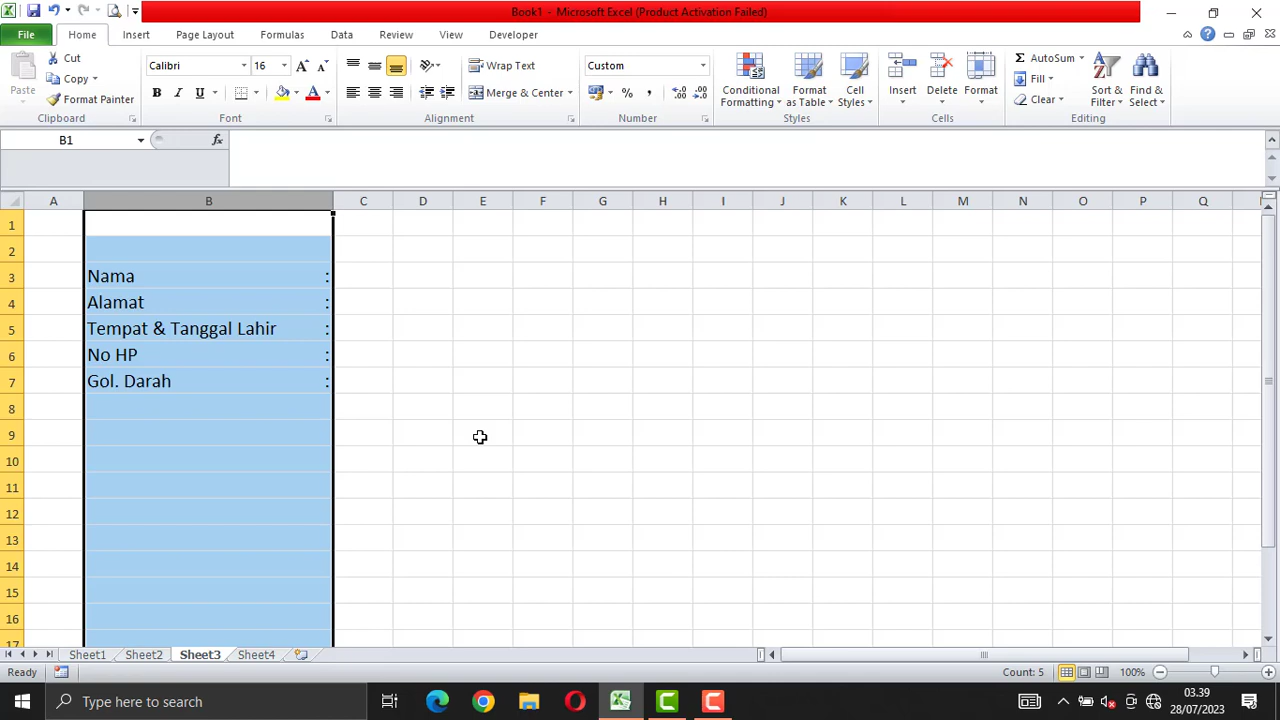 Book1 - Microsoft Excel (Product Activation Failed)
File Home Insert Page Layout Formulas Data Review View Developer
Paste
Cut
Copy
Format Painter
Clipboard
Calibri 16
B I U A A A
Font
Wrap Text
Merge & Center
Alignment
Custom
% , .0 .00
Number
Conditional Formatting
Format as Table
Cell Styles
Styles
Insert Delete Format
Cells
Σ AutoSum
Fill
Clear
Sort & Filter
Find & Select
Editing
B1 fx
A B C D E F G H I J K L M N O P Q
1
2
3 Nama :
4 Alamat :
5 Tempat & Tanggal Lahir :
6 No HP :
7 Gol. Darah :
8
9
10
11
12
13
14
15
16
17
Sheet1 Sheet2 Sheet3 Sheet4
Ready Count: 5 100%
Type here to search
03.39
28/07/2023